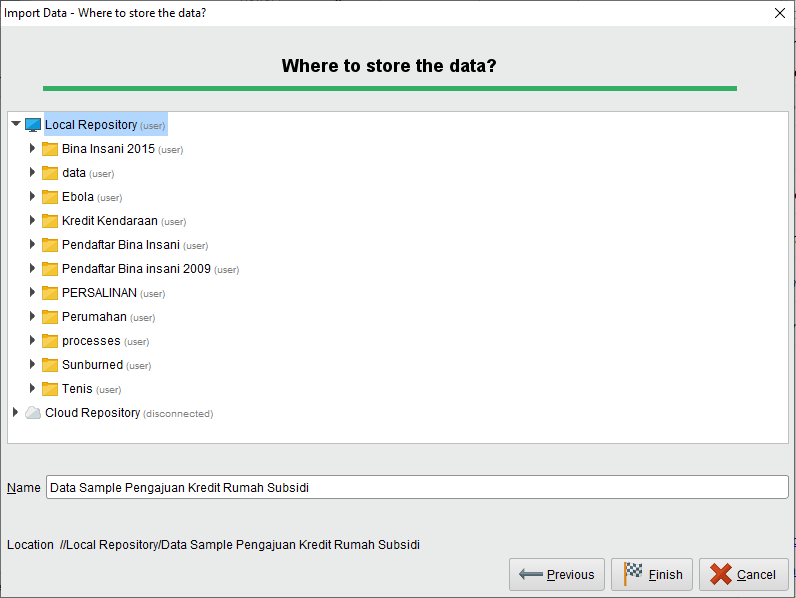 Import Data - Where to store the data?
Where to store the data?
Local Repository (user)
Bina Insani 2015 (user)
data (user)
Ebola (user)
Kredit Kendaraan (user)
Pendaftar Bina Insani (user)
Pendaftar Bina insani 2009 (user)
PERSALINAN (user)
Perumahan (user)
processes (user)
Sunburned (user)
Tenis (user)
Cloud Repository (disconnected)
Name Data Sample Pengajuan Kredit Rumah Subsidi
Location //Local Repository/Data Sample Pengajuan Kredit Rumah Subsidi
Previous Finish Cancel